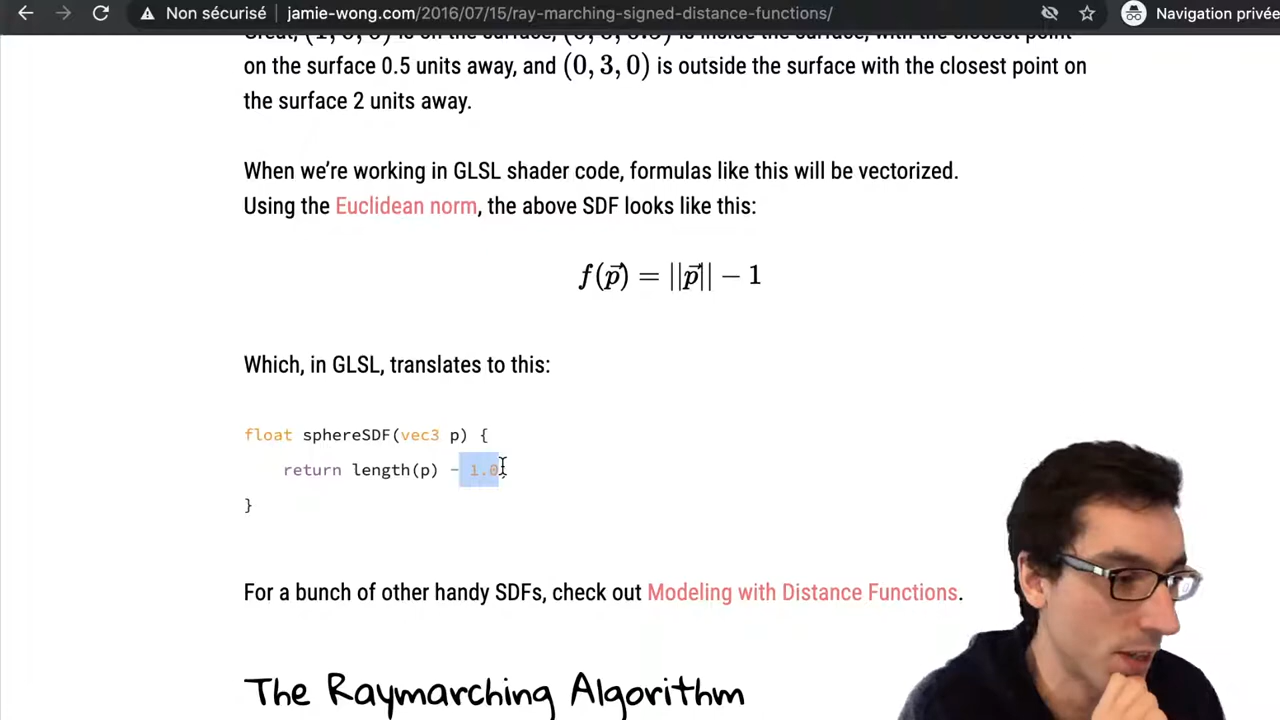 Non sécurisé
jamie-wong.com/2016/07/15/ray-marching-signed-distance-functions/
Navigation privée
on the surface 0.5 units away, and (0, 3, 0) is outside the surface with the closest point on
the surface 2 units away.
When we're working in GLSL shader code, formulas like this will be vectorized.
Using the Euclidean norm, the above SDF looks like this:
f(p⃗) = ||p⃗|| − 1
Which, in GLSL, translates to this:
float sphereSDF(vec3 p) {
return length(p) - 1.0
}
For a bunch of other handy SDFs, check out Modeling with Distance Functions.
The Raymarching Algorithm